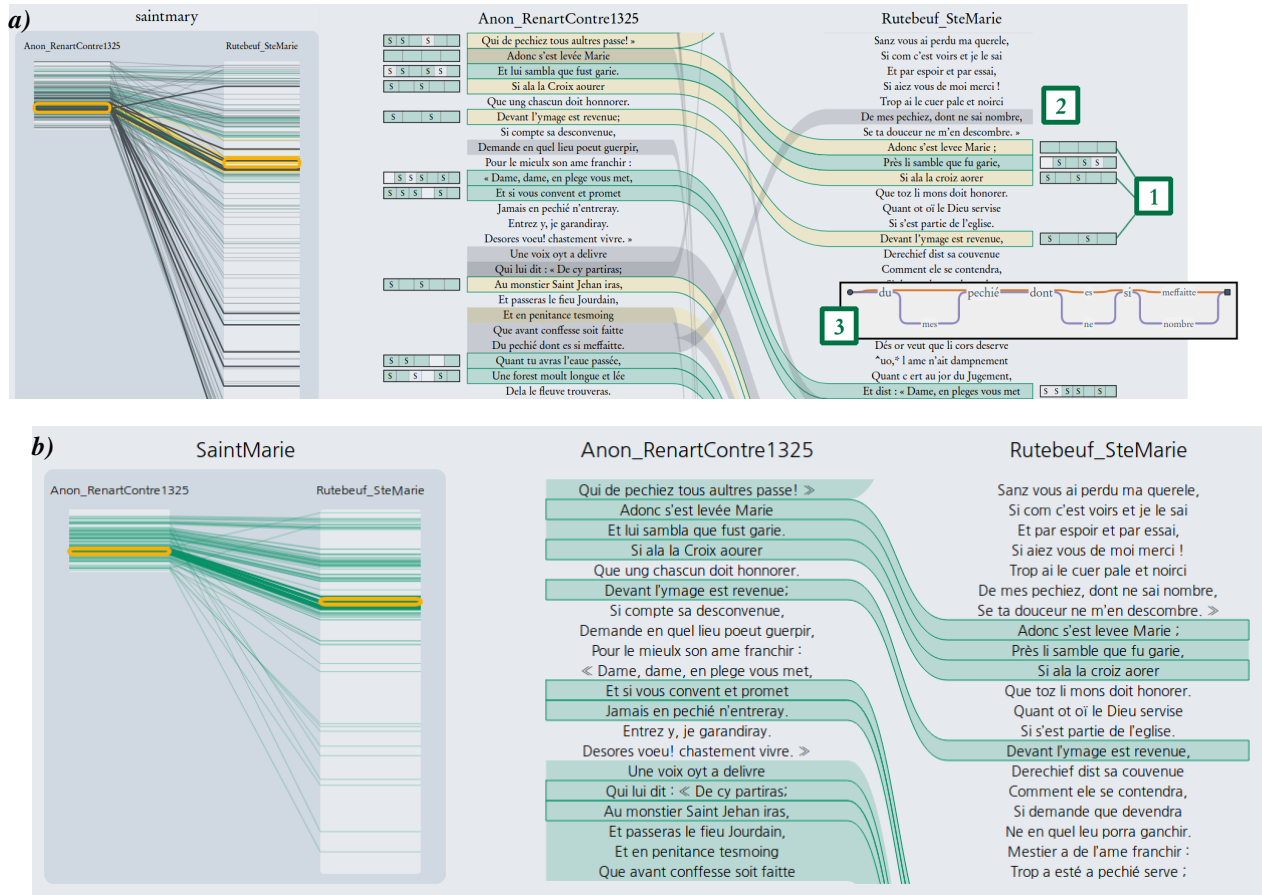 a)
saintmary
Anon_RenartContre1325
Rutebeuf_SteMarie
Anon_RenartContre1325
S S S
Qui de pechiez tous aultres passe! »
Adonc s'est levée Marie
S S S S
Et lui sambla que fust garie.
S S
Si ala la Croix aourer
Que ung chascun doit honnorer.
S S
Devant l'ymage est revenue;
Si compte sa desconvenue,
Demande en quel lieu poeut guerpir,
Pour le mieulx son ame franchir :
S S S S
« Dame, dame, en plege vous met,
S S S S
Et si vous convent et promet
Jamais en pechié n'entreray.
Entrez y, je garandiray.
Desores voeu! chastement vivre. »
Une voix oyt a delivre
Qui lui dit : « De cy partiras;
S S
Au monstier Saint Jehan iras,
Et passeras le fieu Jourdain,
Et en penitance tesmoing
Que avant conffesse soit faitte
Du pechié dont es si meffaitte.
S S
Quant tu avras l'eaue passée,
S S
Une forest moult longue et lée
Dela le fleuve trouveras.
Rutebeuf_SteMarie
Sanz vous ai perdu ma querele,
Si com c'est voirs et je le sai
Et par espoir et par essai,
Si aiez vous de moi merci !
Trop ai le cuer pale et noirci
De mes pechiez, dont ne sai nombre,
Se ta douceur ne m'en descombre. »
Adonc s'est levee Marie ;
Près li samble que fu garie,
S S S
Si ala la croiz aorer
S S
Que toz li mons doit honorer.
Quant ot oï le Dieu servise
Si s'est partie de l'eglise.
Devant l'ymage est revenue,
S S
Derechief dist sa couvenue
Comment ele se contendra,
2
1
3
du pechié dont es si meffaitte
mes ne nombre
Dés or veut que li cors deserve
^uo,* l ame n'ait dampnement
Quant c ert au jor du Jugement,
Et dist : « Dame, en pleges vous met
S S S S S
b)
SaintMarie
Anon_RenartContre1325
Rutebeuf_SteMarie
Anon_RenartContre1325
Qui de pechiez tous aultres passe! »
Adonc s'est levée Marie
Et lui sambla que fust garie.
Si ala la Croix aourer
Que ung chascun doit honnorer.
Devant l'ymage est revenue;
Si compte sa desconvenue,
Demande en quel lieu poeut guerpir,
Pour le mieulx son ame franchir :
« Dame, dame, en plege vous met,
Et si vous convent et promet
Jamais en pechié n'entreray.
Entrez y, je garandiray.
Desores voeu! chastement vivre. »
Une voix oyt a delivre
Qui lui dit : « De cy partiras;
Au monstier Saint Jehan iras,
Et passeras le fieu Jourdain,
Et en penitance tesmoing
Que avant conffesse soit faitte
Rutebeuf_SteMarie
Sanz vous ai perdu ma querele,
Si com c'est voirs et je le sai
Et par espoir et par essai,
Si aiez vous de moi merci !
Trop ai le cuer pale et noirci
De mes pechiez, dont ne sai nombre,
Se ta douceur ne m'en descombre. »
Adonc s'est levee Marie ;
Près li samble que fu garie,
Si ala la croiz aorer
Que toz li mons doit honorer.
Quant ot oï le Dieu servise
Si s'est partie de l'eglise.
Devant l'ymage est revenue,
Derechief dist sa couvenue
Comment ele se contendra,
Si demande que devendra
Ne en quel leu porra ganchir.
Mestier a de l'ame franchir :
Trop a esté a pechié serve ;